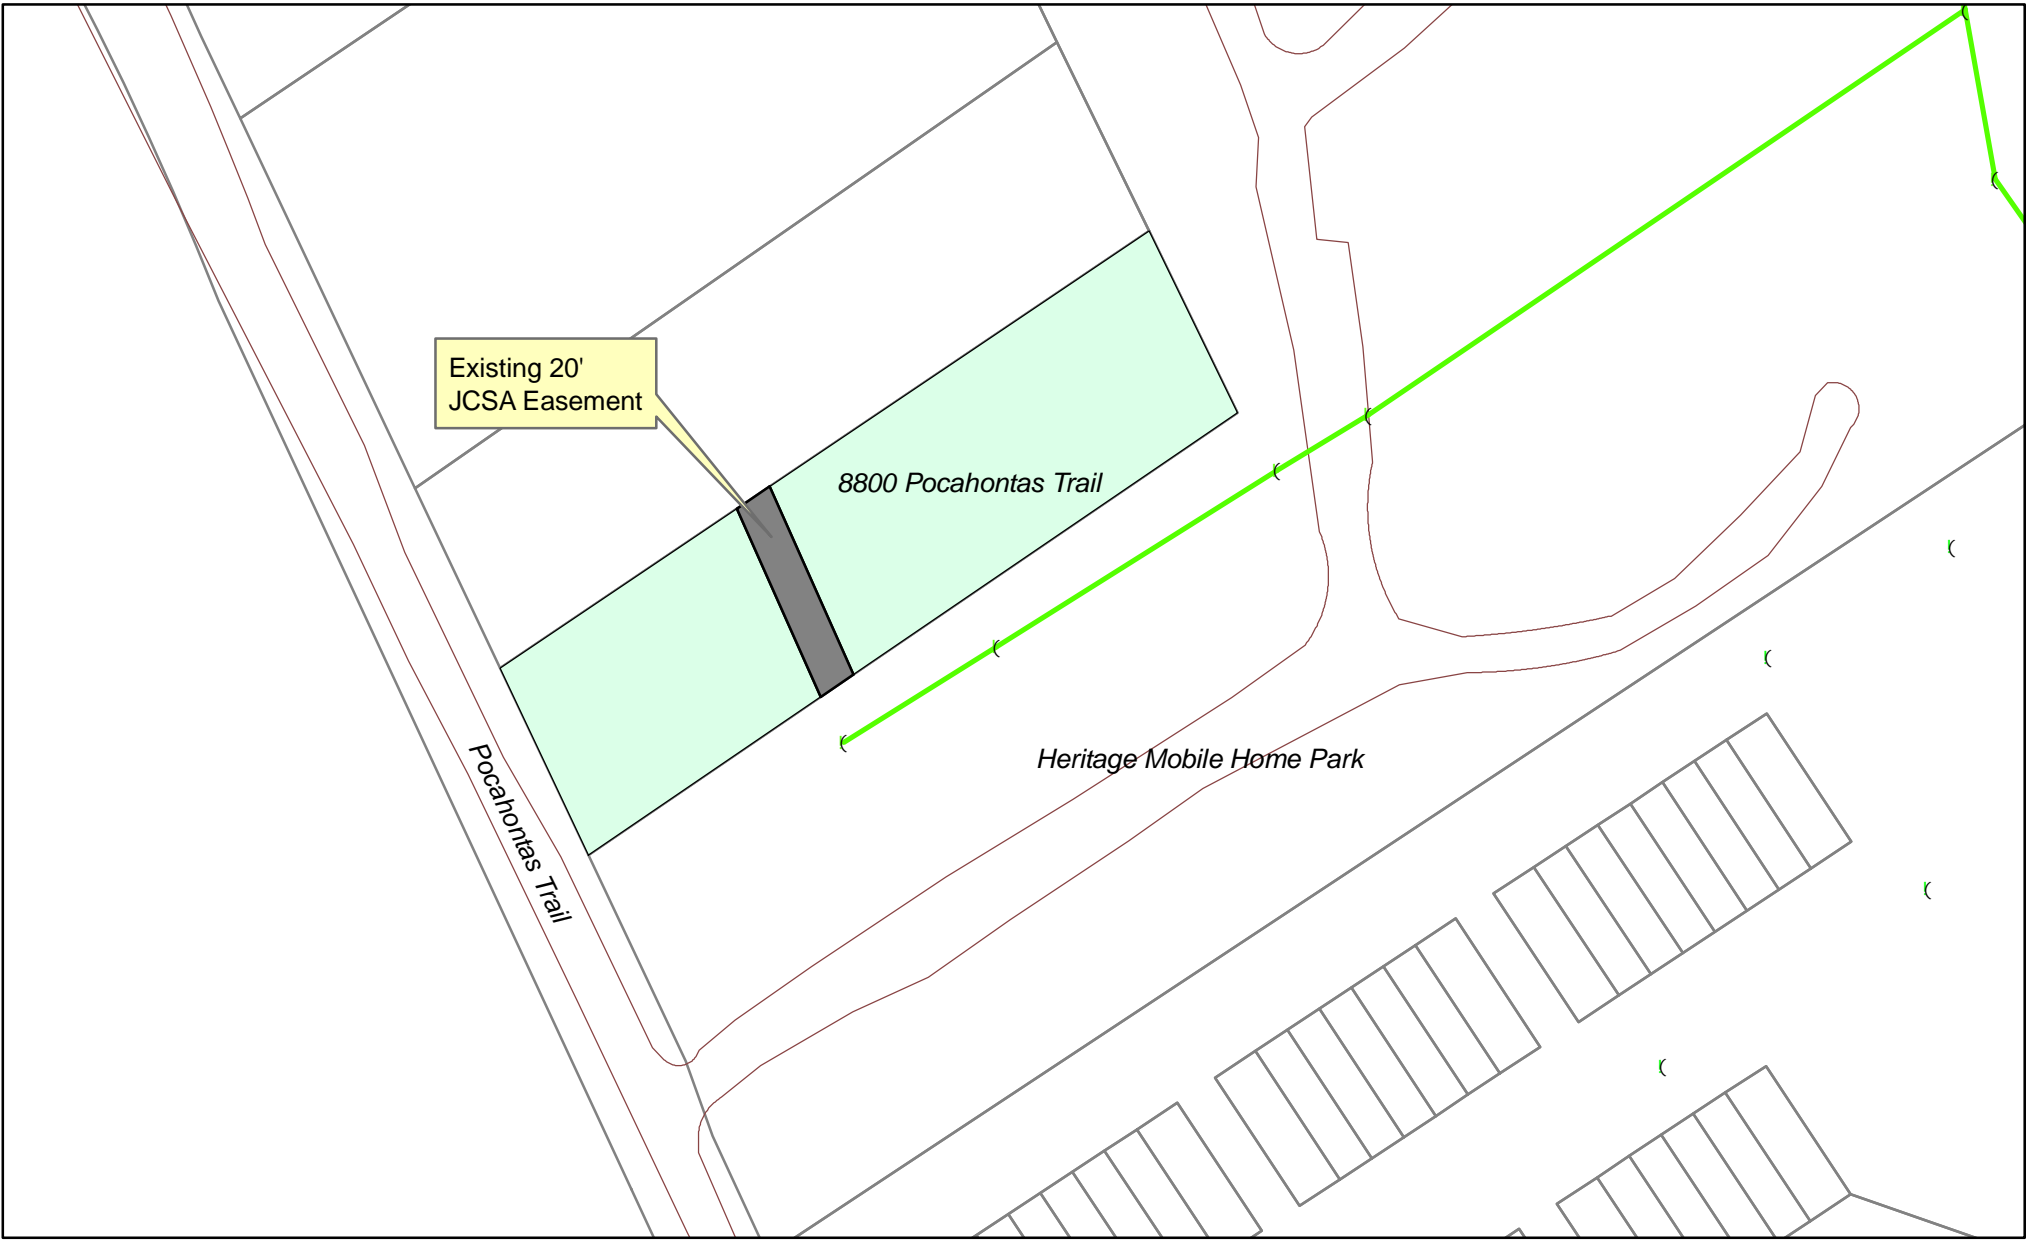 Existing 20'
JCSA Easement
8800 Pocahontas Trail
Heritage Mobile Home Park
Pocahontas Trail